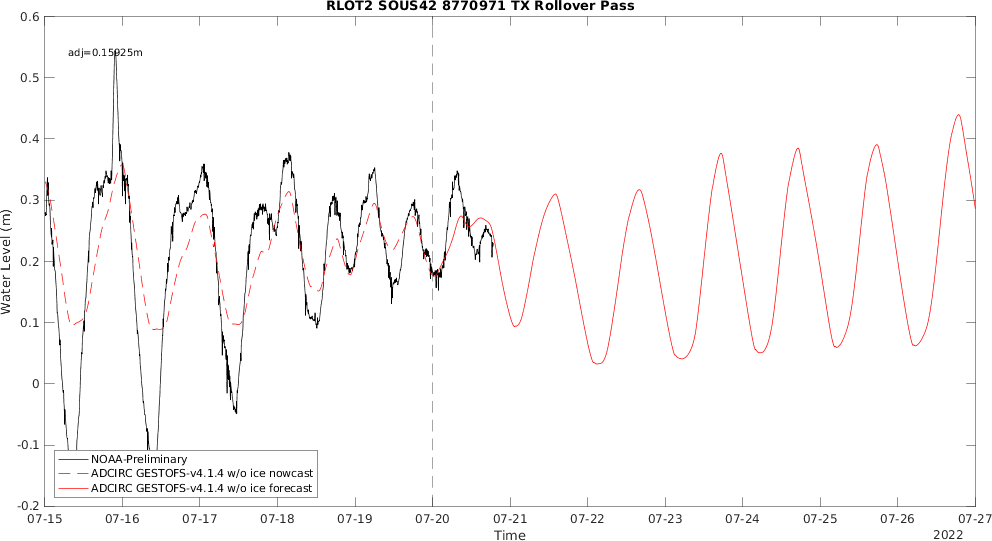 RLOT2 SOUS42 8770971 TX Rollover Pass
adj=0.15925m
0.6
0.5
0.4
0.3
0.2
0.1
0
-0.1
-0.2
Water Level (m)
NOAA-Preliminary
ADCIRC GESTOFS-v4.1.4 w/o ice nowcast
ADCIRC GESTOFS-v4.1.4 w/o ice forecast
07-15 07-16 07-17 07-18 07-19 07-20 07-21 07-22 07-23 07-24 07-25 07-26 07-27
Time
2022